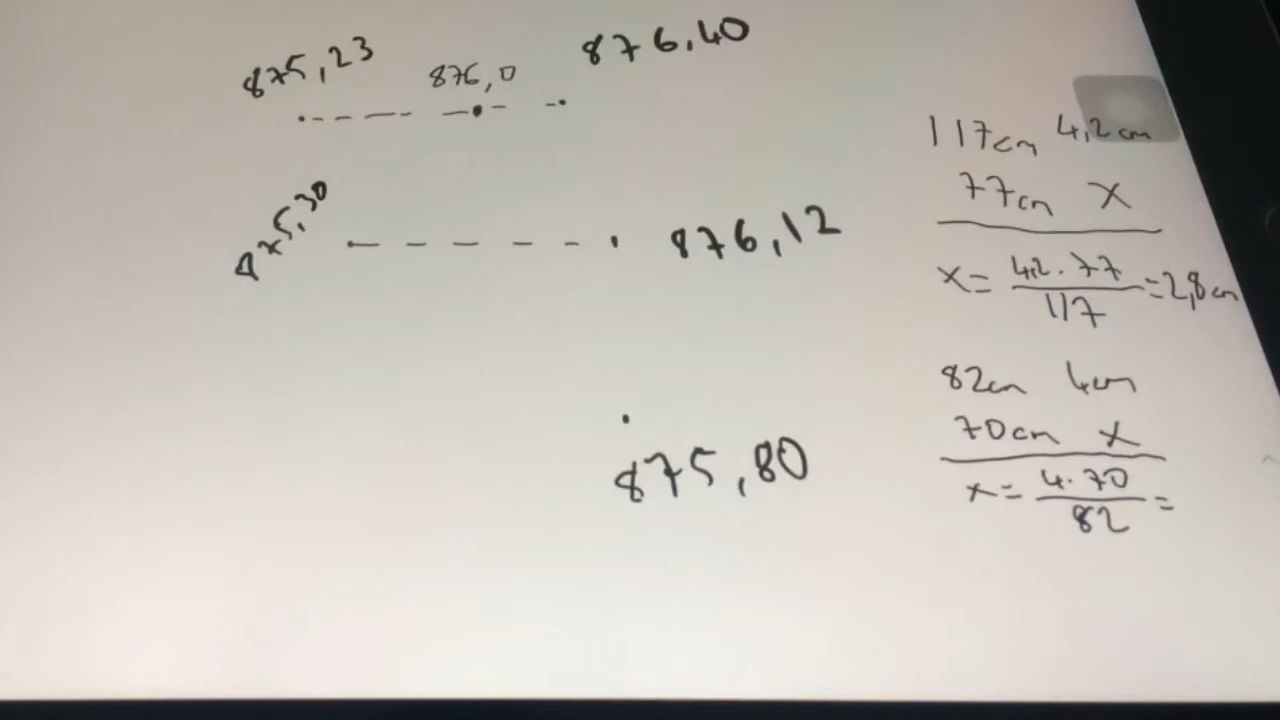 875,23
876,0
876,40
875,30
876,12
875,80
117cm 4,2cm
77cm X
X= 4,2.77 / 117 =2,8cm
82cm 4cm
70cm X
X= 4.70 / 82 =